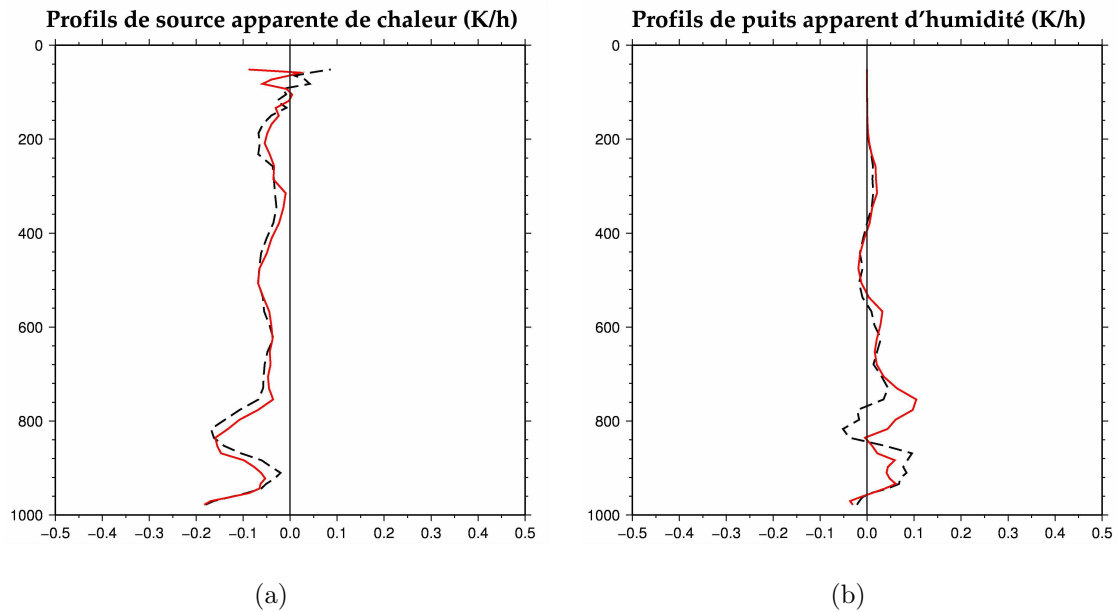 Profils de source apparente de chaleur (K/h)
0
200
400
600
800
1000
−0.5 −0.4 −0.3 −0.2 −0.1 0.0 0.1 0.2 0.3 0.4 0.5
(a)
Profils de puits apparent d’humidité (K/h)
0
200
400
600
800
1000
−0.5 −0.4 −0.3 −0.2 −0.1 0.0 0.1 0.2 0.3 0.4 0.5
(b)